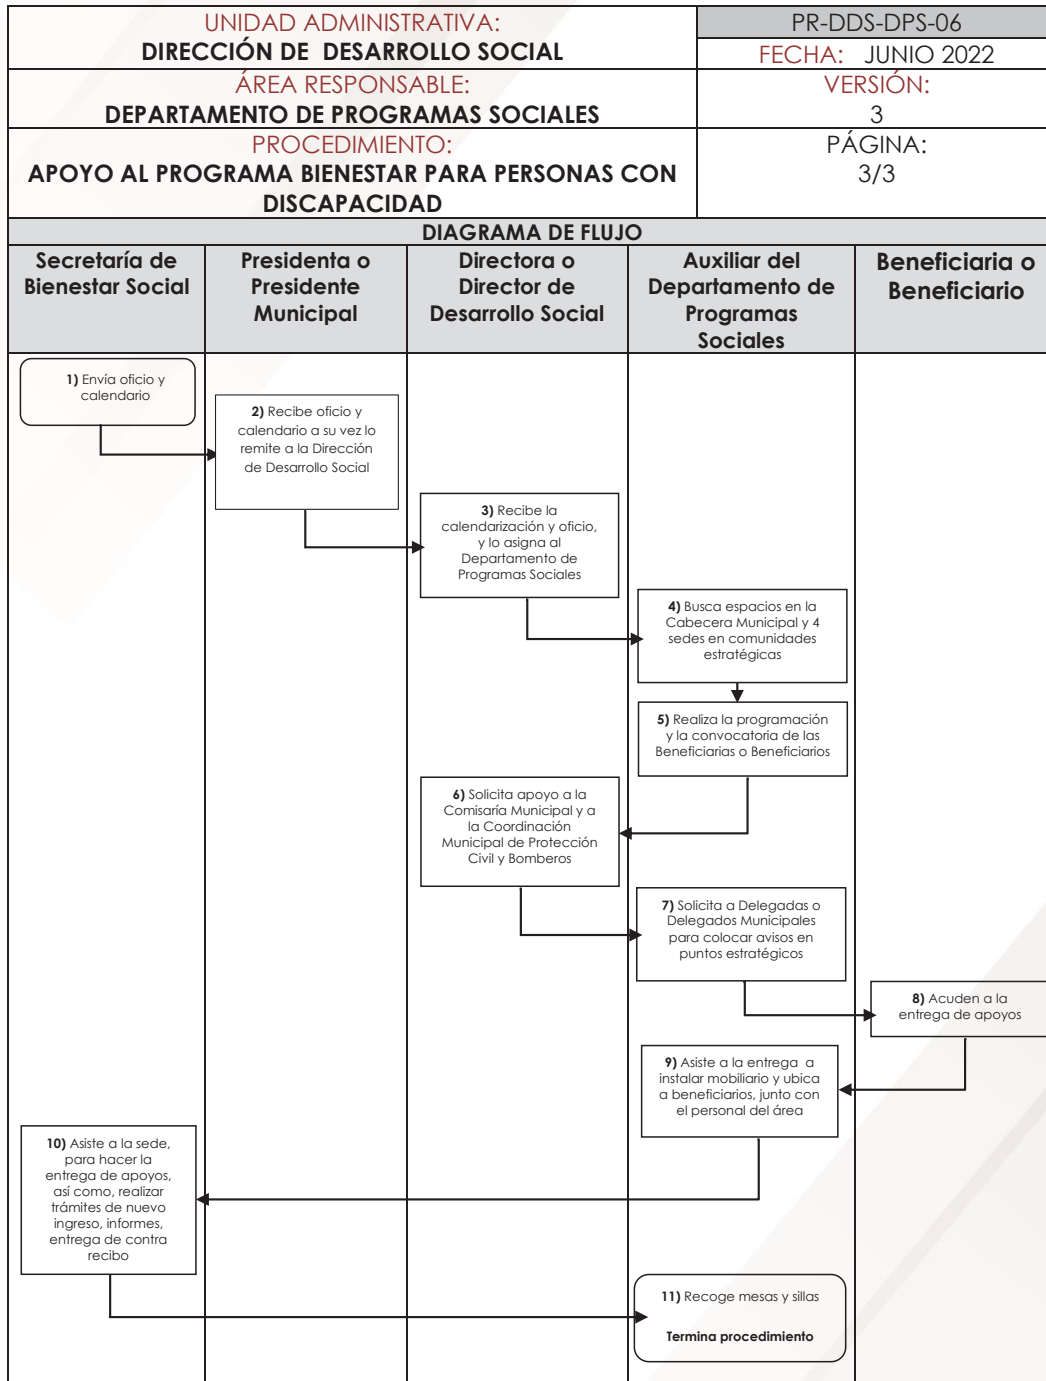 UNIDAD ADMINISTRATIVA:
DIRECCIÓN DE DESARROLLO SOCIAL
PR-DDS-DPS-06
FECHA: JUNIO 2022
ÁREA RESPONSABLE:
DEPARTAMENTO DE PROGRAMAS SOCIALES
VERSIÓN:
3
PROCEDIMIENTO:
APOYO AL PROGRAMA BIENESTAR PARA PERSONAS CON
DISCAPACIDAD
PÁGINA:
3/3
DIAGRAMA DE FLUJO
Secretaría de
Bienestar Social
Presidenta o
Presidente
Municipal
Directora o
Director de
Desarrollo Social
Auxiliar del
Departamento de
Programas
Sociales
Beneficiaria o
Beneficiario
1) Envía oficio y
calendario
2) Recibe oficio y
calendario a su vez lo
remite a la Dirección
de Desarrollo Social
3) Recibe la
calendarización y oficio,
y lo asigna al
Departamento de
Programas Sociales
4) Busca espacios en la
Cabecera Municipal y 4
sedes en comunidades
estratégicas
5) Realiza la programación
y la convocatoria de las
Beneficiarias o Beneficiarios
6) Solicita apoyo a la
Comisaría Municipal y a
la Coordinación
Municipal de Protección
Civil y Bomberos
7) Solicita a Delegadas o
Delegados Municipales
para colocar avisos en
puntos estratégicos
8) Acuden a la
entrega de apoyos
9) Asiste a la entrega a
instalar mobiliario y ubica
a beneficiarios, junto con
el personal del área
10) Asiste a la sede,
para hacer la
entrega de apoyos,
así como, realizar
trámites de nuevo
ingreso, informes,
entrega de contra
recibo
11) Recoge mesas y sillas
Termina procedimiento